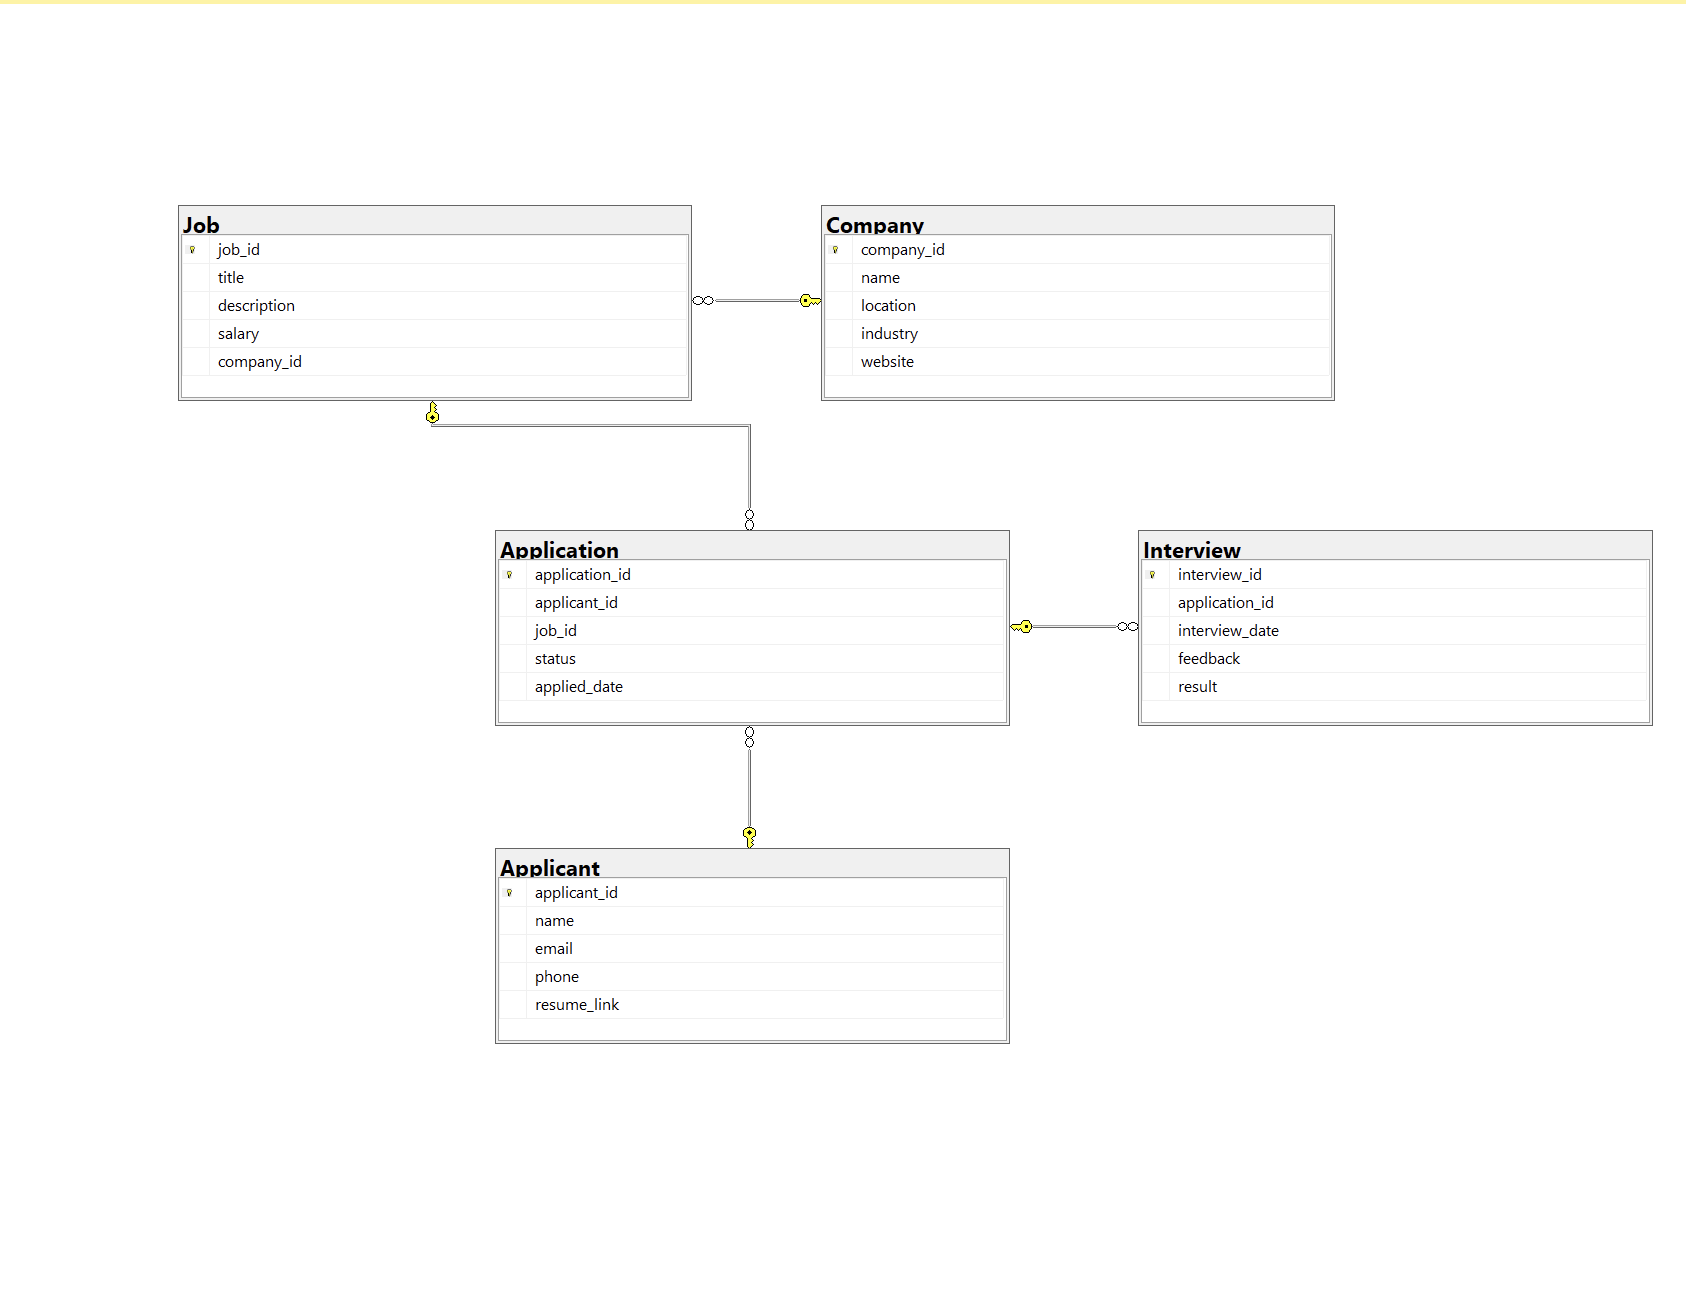 Job
job_id
title
description
salary
company_id
Company
company_id
name
location
industry
website
Application
application_id
applicant_id
job_id
status
applied_date
Interview
interview_id
application_id
interview_date
feedback
result
Applicant
applicant_id
name
email
phone
resume_link